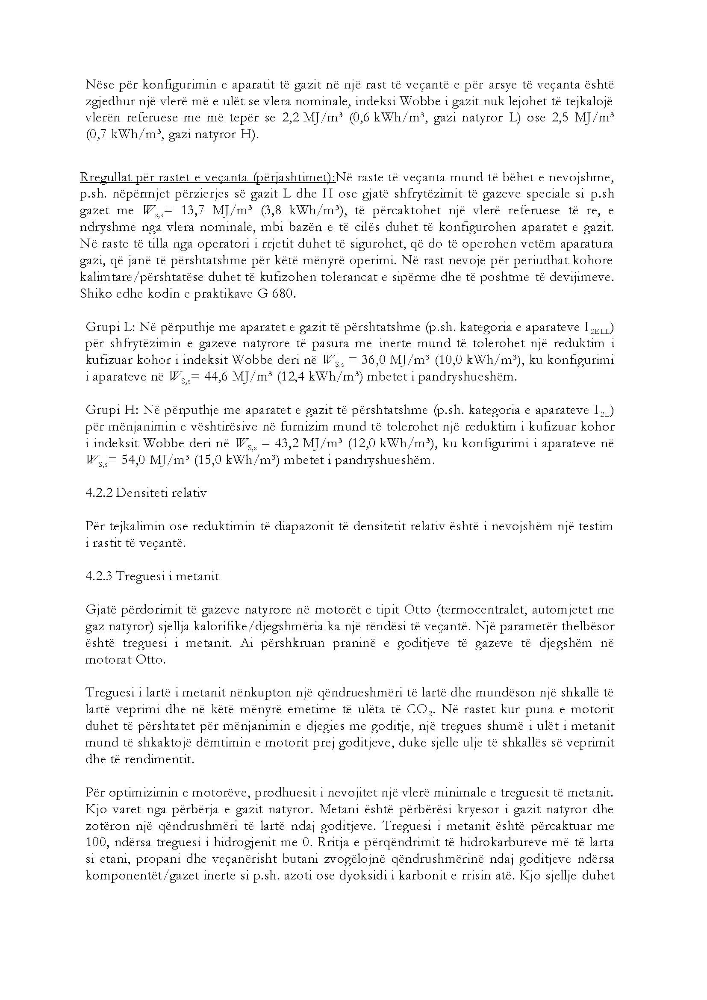 Nëse për konfigurimin e aparatit të gazit në një rast të veçantë e për arsye të veçanta është
zgjedhur një vlerë më e ulët se vlera nominale, indeksi Wobbe i gazit nuk lejohet të tejkalojë
vlerën referuese me më tepër se 2,2 MJ/m³ (0,6 kWh/m³, gazi natyror L) ose 2,5 MJ/m³
(0,7 kWh/m³, gazi natyror H).
Rregullat për rastet e veçanta (përjashtimet):Në raste të veçanta mund të bëhet e nevojshme,
p.sh. nëpërmjet përzierjes së gazit L dhe H ose gjatë shfrytëzimit të gazeve speciale si p.sh
gazet me W_s,s= 13,7 MJ/m³ (3,8 kWh/m³), të përcaktohet një vlerë referuese të re, e
ndryshme nga vlera nominale, mbi bazën e të cilës duhet të konfigurohen aparatet e gazit.
Në raste të tilla nga operatori i rrjetit duhet të sigurohet, që do të operohen vetëm aparatura
gazi, që janë të përshtatshme për këtë mënyrë operimi. Në rast nevoje për periudhat kohore
kalimtare/përshtatëse duhet të kufizohen tolerancat e sipërme dhe të poshtme të devijimeve.
Shiko edhe kodin e praktikave G 680.
Grupi L: Në përputhje me aparatet e gazit të përshtatshme (p.sh. kategoria e aparateve I_2ELL)
për shfrytëzimin e gazeve natyrore të pasura me inerte mund të tolerohet një reduktim i
kufizuar kohor i indeksit Wobbe deri në W_S,s = 36,0 MJ/m³ (10,0 kWh/m³), ku konfigurimi
i aparateve në W_S,s= 44,6 MJ/m³ (12,4 kWh/m³) mbetet i pandryshueshëm.
Grupi H: Në përputhje me aparatet e gazit të përshtatshme (p.sh. kategoria e aparateve I_2E)
për mënjanimin e vështirësive në furnizim mund të tolerohet një reduktim i kufizuar kohor
i indeksit Wobbe deri në W_S,s = 43,2 MJ/m³ (12,0 kWh/m³), ku konfigurimi i aparateve në
W_S,s= 54,0 MJ/m³ (15,0 kWh/m³) mbetet i pandryshueshëm.
4.2.2 Densiteti relativ
Për tejkalimin ose reduktimin të diapazonit të densitetit relativ është i nevojshëm një testim
i rastit të veçantë.
4.2.3 Treguesi i metanit
Gjatë përdorimit të gazeve natyrore në motorët e tipit Otto (termocentralet, automjetet me
gaz natyror) sjellja kalorifike/djegshmëria ka një rëndësi të veçantë. Një parametër thelbësor
është treguesi i metanit. Ai përshkruan praninë e goditjeve të gazeve të djegshëm në
motorat Otto.
Treguesi i lartë i metanit nënkupton një qëndrueshmëri të lartë dhe mundëson një shkallë të
lartë veprimi dhe në këtë mënyrë emetime të ulëta të CO₂. Në rastet kur puna e motorit
duhet të përshtatet për mënjanimin e djegies me goditje, një tregues shumë i ulët i metanit
mund të shkaktojë dëmtimin e motorit prej goditjeve, duke sjelle ulje të shkallës së veprimit
dhe të rendimentit.
Për optimizimin e motorëve, prodhuesit i nevojitet një vlerë minimale e treguesit të metanit.
Kjo varet nga përbërja e gazit natyror. Metani është përbërësi kryesor i gazit natyror dhe
zotëron një qëndrushmëri të lartë ndaj goditjeve. Treguesi i metanit është përcaktuar me
100, ndërsa treguesi i hidrogjenit me 0. Rritja e përqëndrimit të hidrokarbureve më të larta
si etani, propani dhe veçanërisht butani zvogëlojnë qëndrushmërinë ndaj goditjeve ndërsa
komponentët/gazet inerte si p.sh. azoti ose dyoksidi i karbonit e rrisin atë. Kjo sjellje duhet